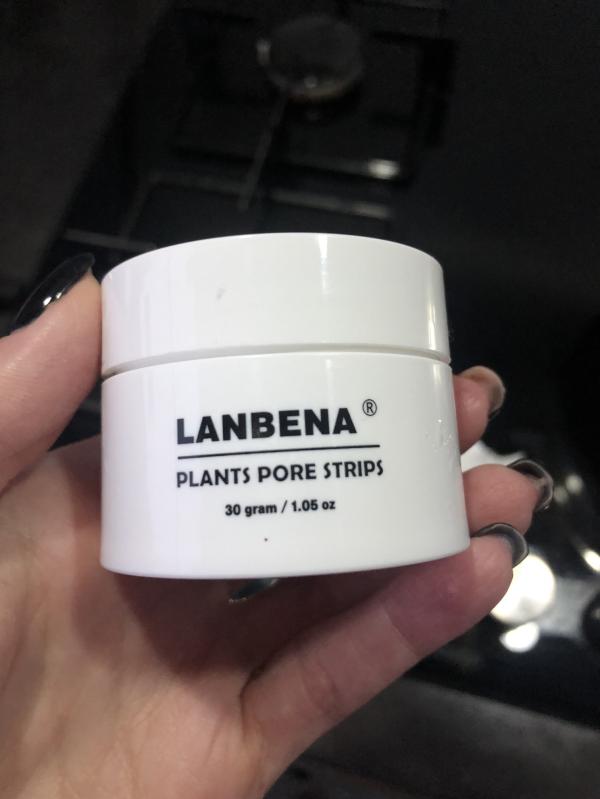 LANBENA®
PLANTS PORE STRIPS
30 gram / 1.05 oz